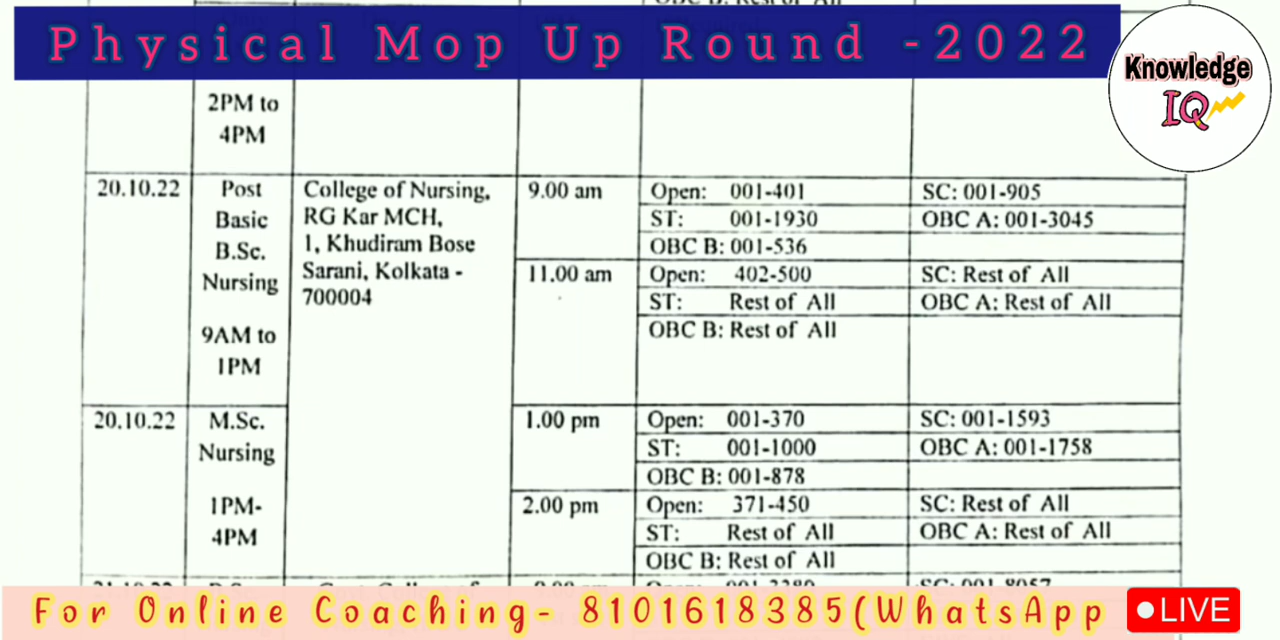 Physical Mop Up Round -2022
Knowledge
IQ
2PM to
4PM
20.10.22
Post
Basic
B.Sc.
Nursing
9AM to
1PM
College of Nursing,
RG Kar MCH,
1, Khudiram Bose
Sarani, Kolkata -
700004
9.00 am
Open: 001-401 SC: 001-905
ST: 001-1930 OBC A: 001-3045
OBC B: 001-536
11.00 am
Open: 402-500 SC: Rest of All
ST: Rest of All OBC A: Rest of All
OBC B: Rest of All
20.10.22
M.Sc.
Nursing
1PM-
4PM
1.00 pm
Open: 001-370 SC: 001-1593
ST: 001-1000 OBC A: 001-1758
OBC B: 001-878
2.00 pm
Open: 371-450 SC: Rest of All
ST: Rest of All OBC A: Rest of All
OBC B: Rest of All
For Online Coaching- 8101618385(WhatsApp
LIVE